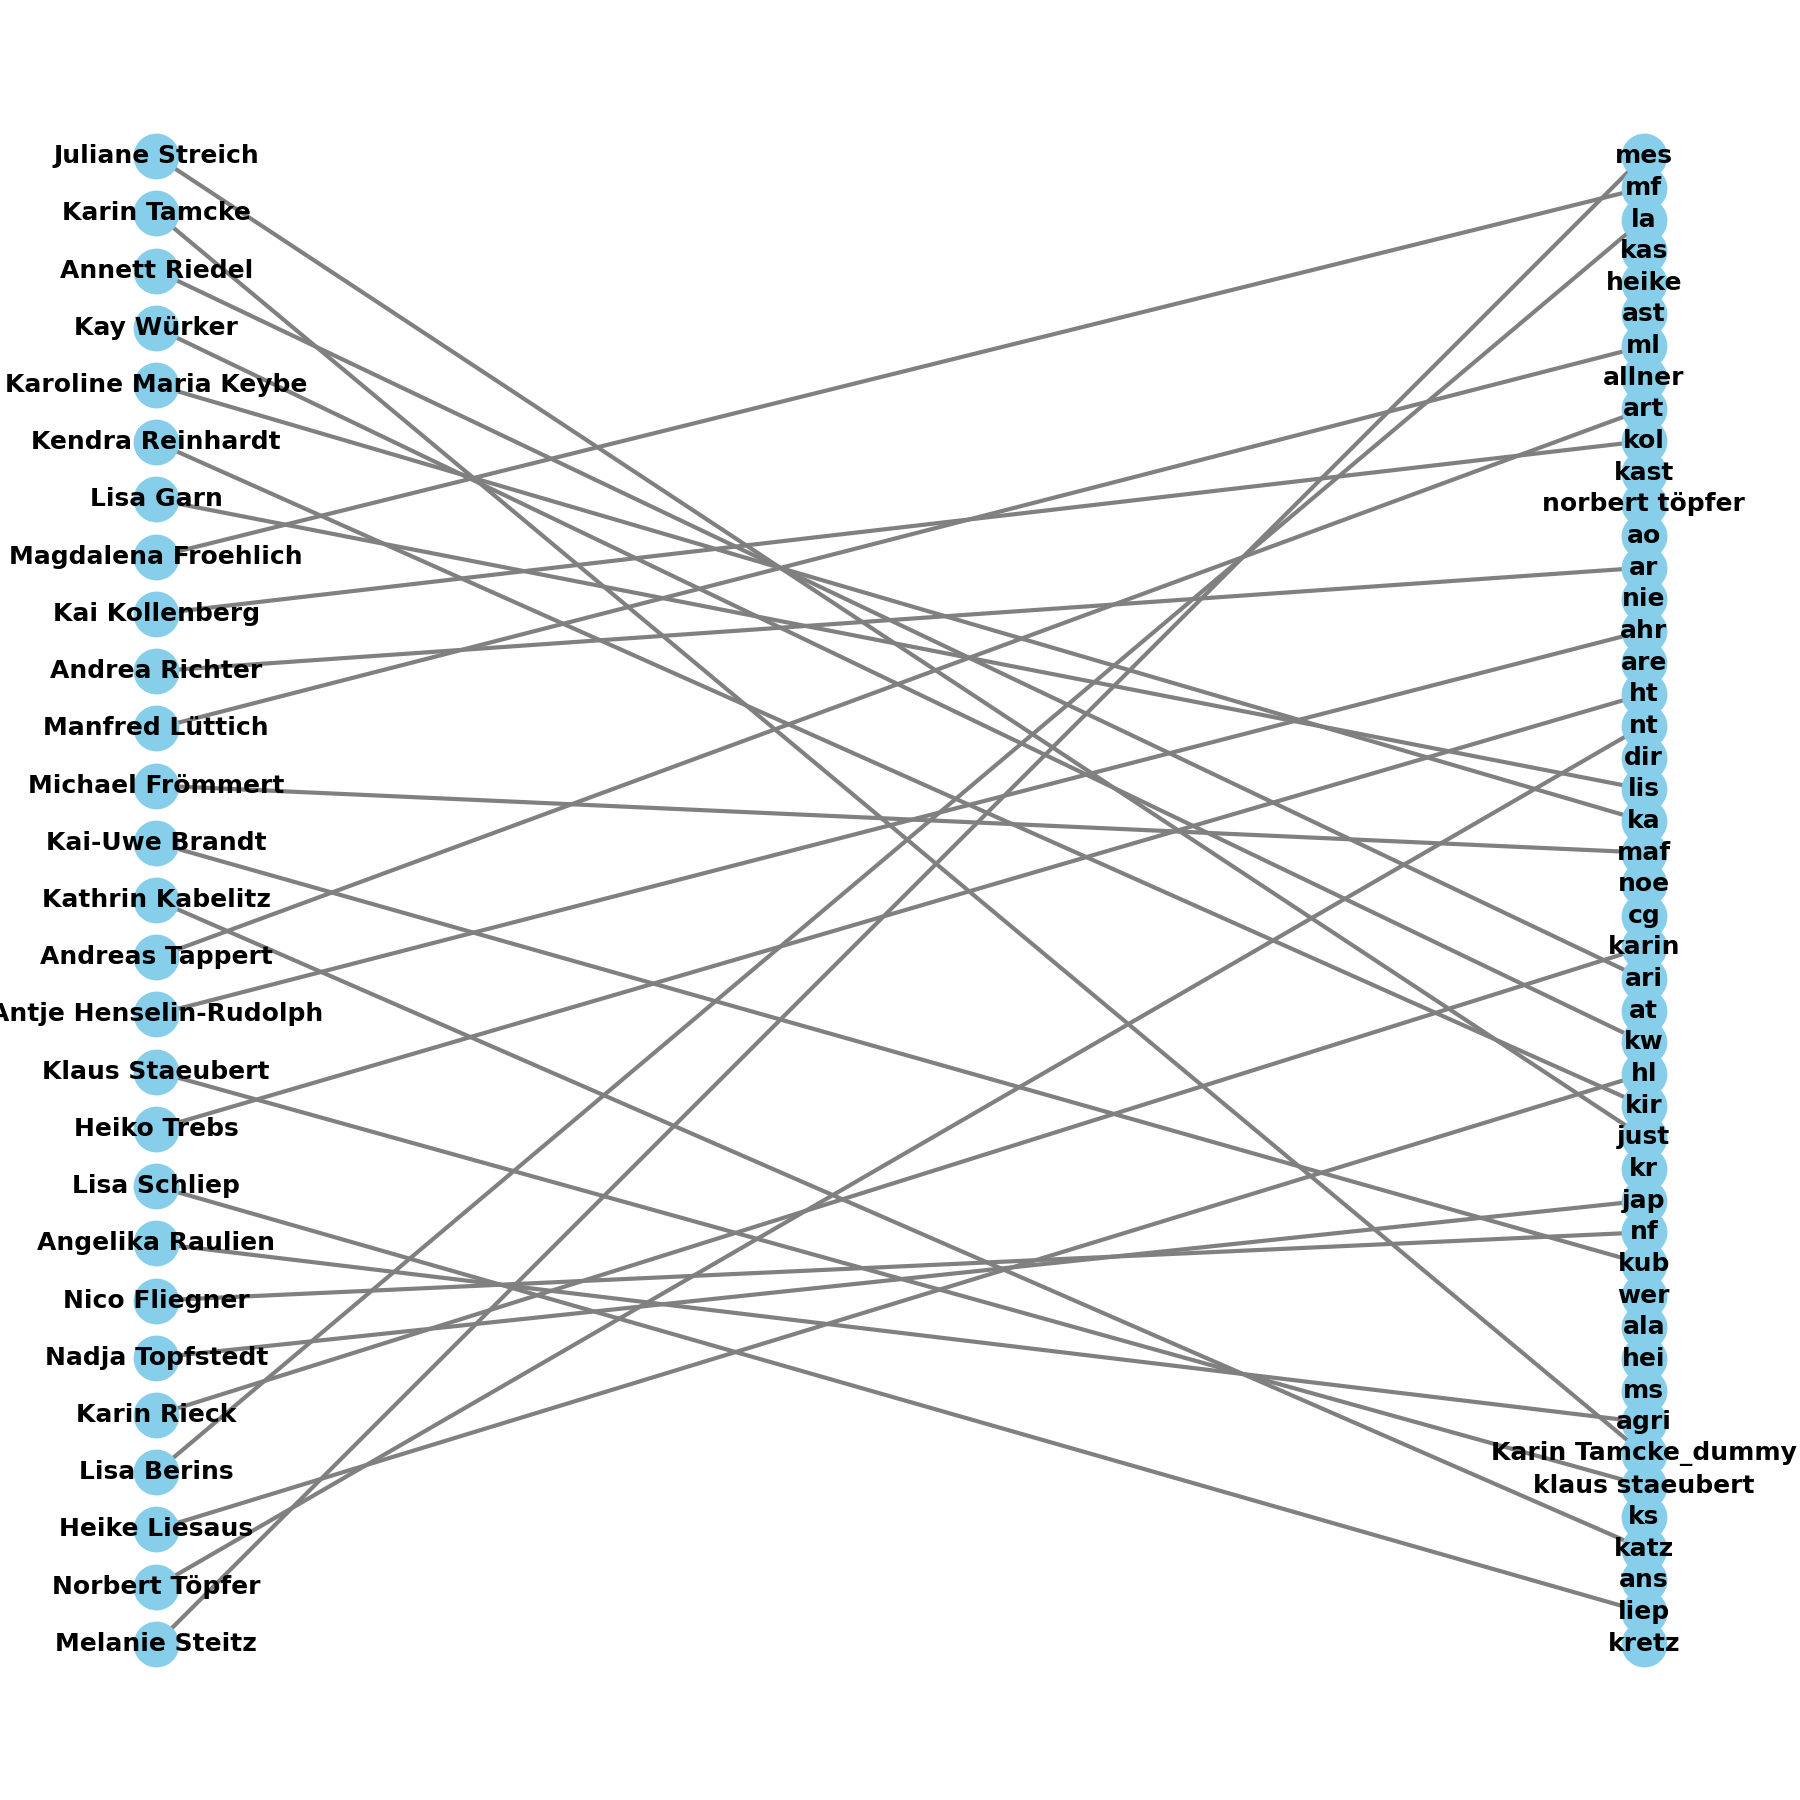 Juliane Streich
Karin Tamcke
Annett Riedel
Kay Würker
Karoline Maria Keybe
Kendra Reinhardt
Lisa Garn
Magdalena Froehlich
Kai Kollenberg
Andrea Richter
Manfred Lüttich
Michael Frömmert
Kai-Uwe Brandt
Kathrin Kabelitz
Andreas Tappert
Antje Henselin-Rudolph
Klaus Staeubert
Heiko Trebs
Lisa Schliep
Angelika Raulien
Nico Fliegner
Nadja Topfstedt
Karin Rieck
Lisa Berins
Heike Liesaus
Norbert Töpfer
Melanie Steitz
mes
mf
la
kas
heike
ast
ml
allner
art
kol
kast
norbert töpfer
ao
ar
nie
ahr
are
ht
nt
dir
lis
ka
maf
noe
cg
karin
ari
at
kw
hl
kir
just
kr
jap
nf
kub
wer
ala
hei
ms
agri
Karin Tamcke_dummy
klaus staeubert
ks
katz
ans
liep
kretz